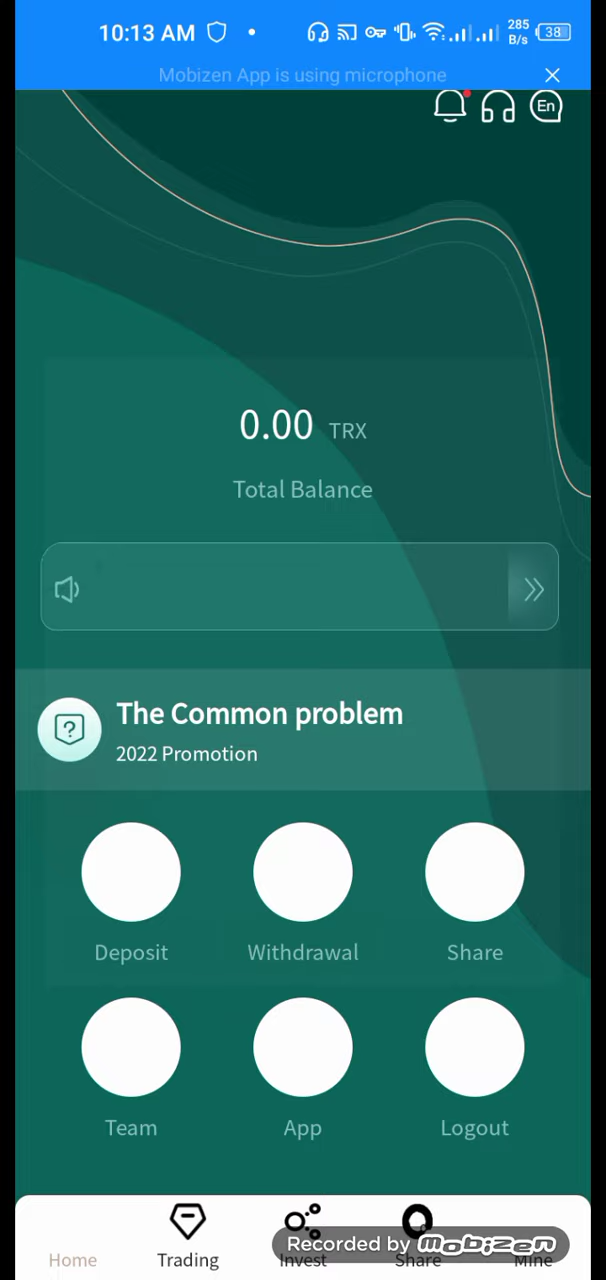 10:13 AM
285 B/s
38
Mobizen App is using microphone
En
0.00 TRX
Total Balance
The Common problem
2022 Promotion
Deposit Withdrawal Share
Team App Logout
Home Trading Invest Share Mine
Recorded by mobizen